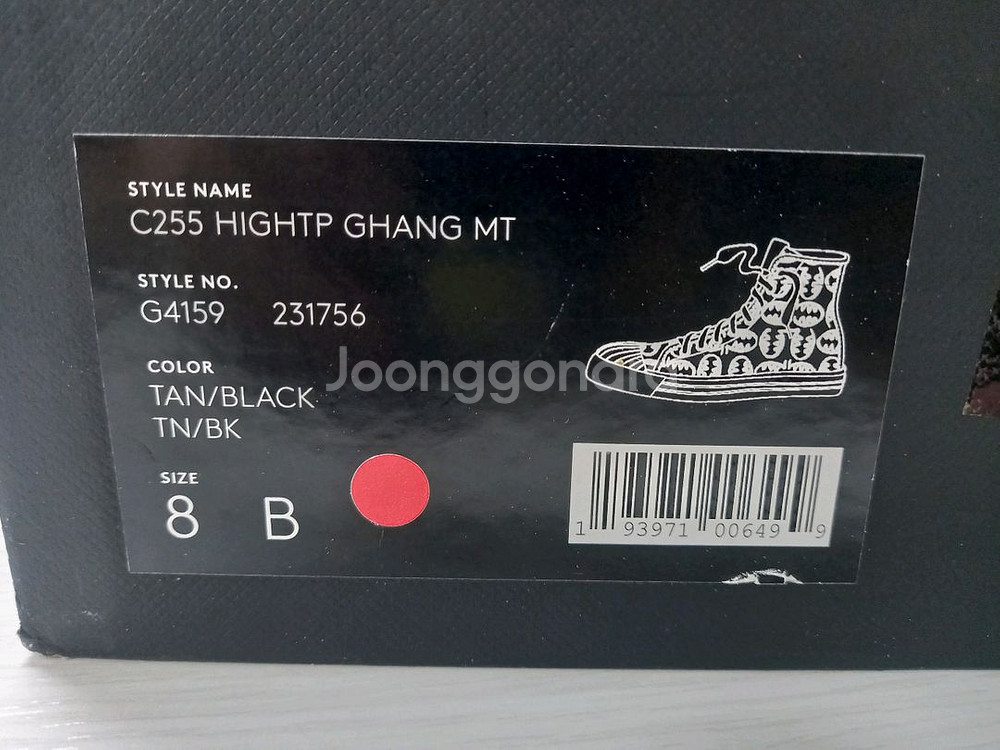 STYLE NAME
C255 HIGHTP GHANG MT
STYLE NO.
G4159 231756
COLOR
TAN/BLACK
TN/BK
Joonggonara
SIZE
8 B
1 93971 00649 9